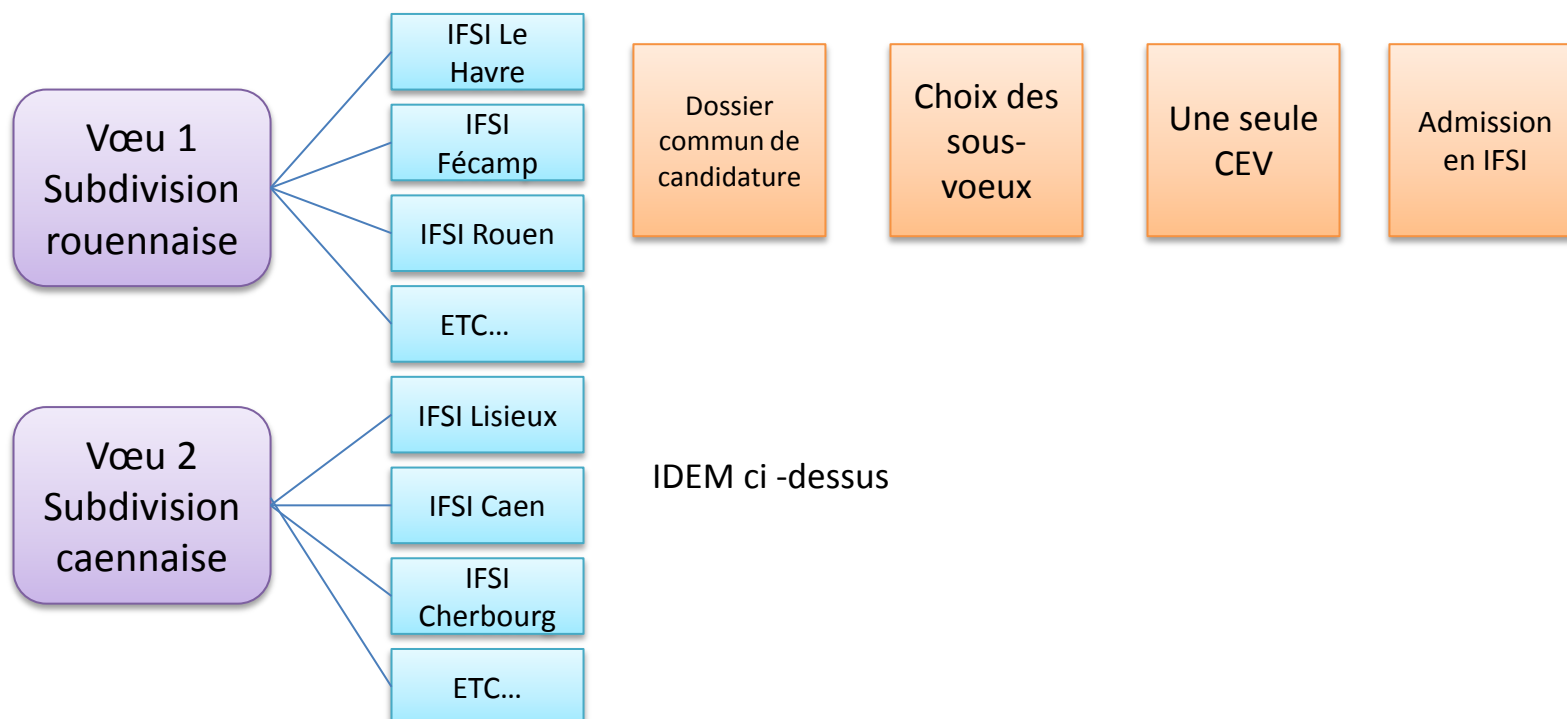 Vœu 1
Subdivision
rouennaise
IFSI Le
Havre
IFSI
Fécamp
IFSI Rouen
ETC...
Dossier
commun de
candidature
Choix des
sous-
voeux
Une seule
CEV
Admission
en IFSI
Vœu 2
Subdivision
caennaise
IFSI Lisieux
IFSI Caen
IFSI
Cherbourg
ETC...
IDEM ci -dessus